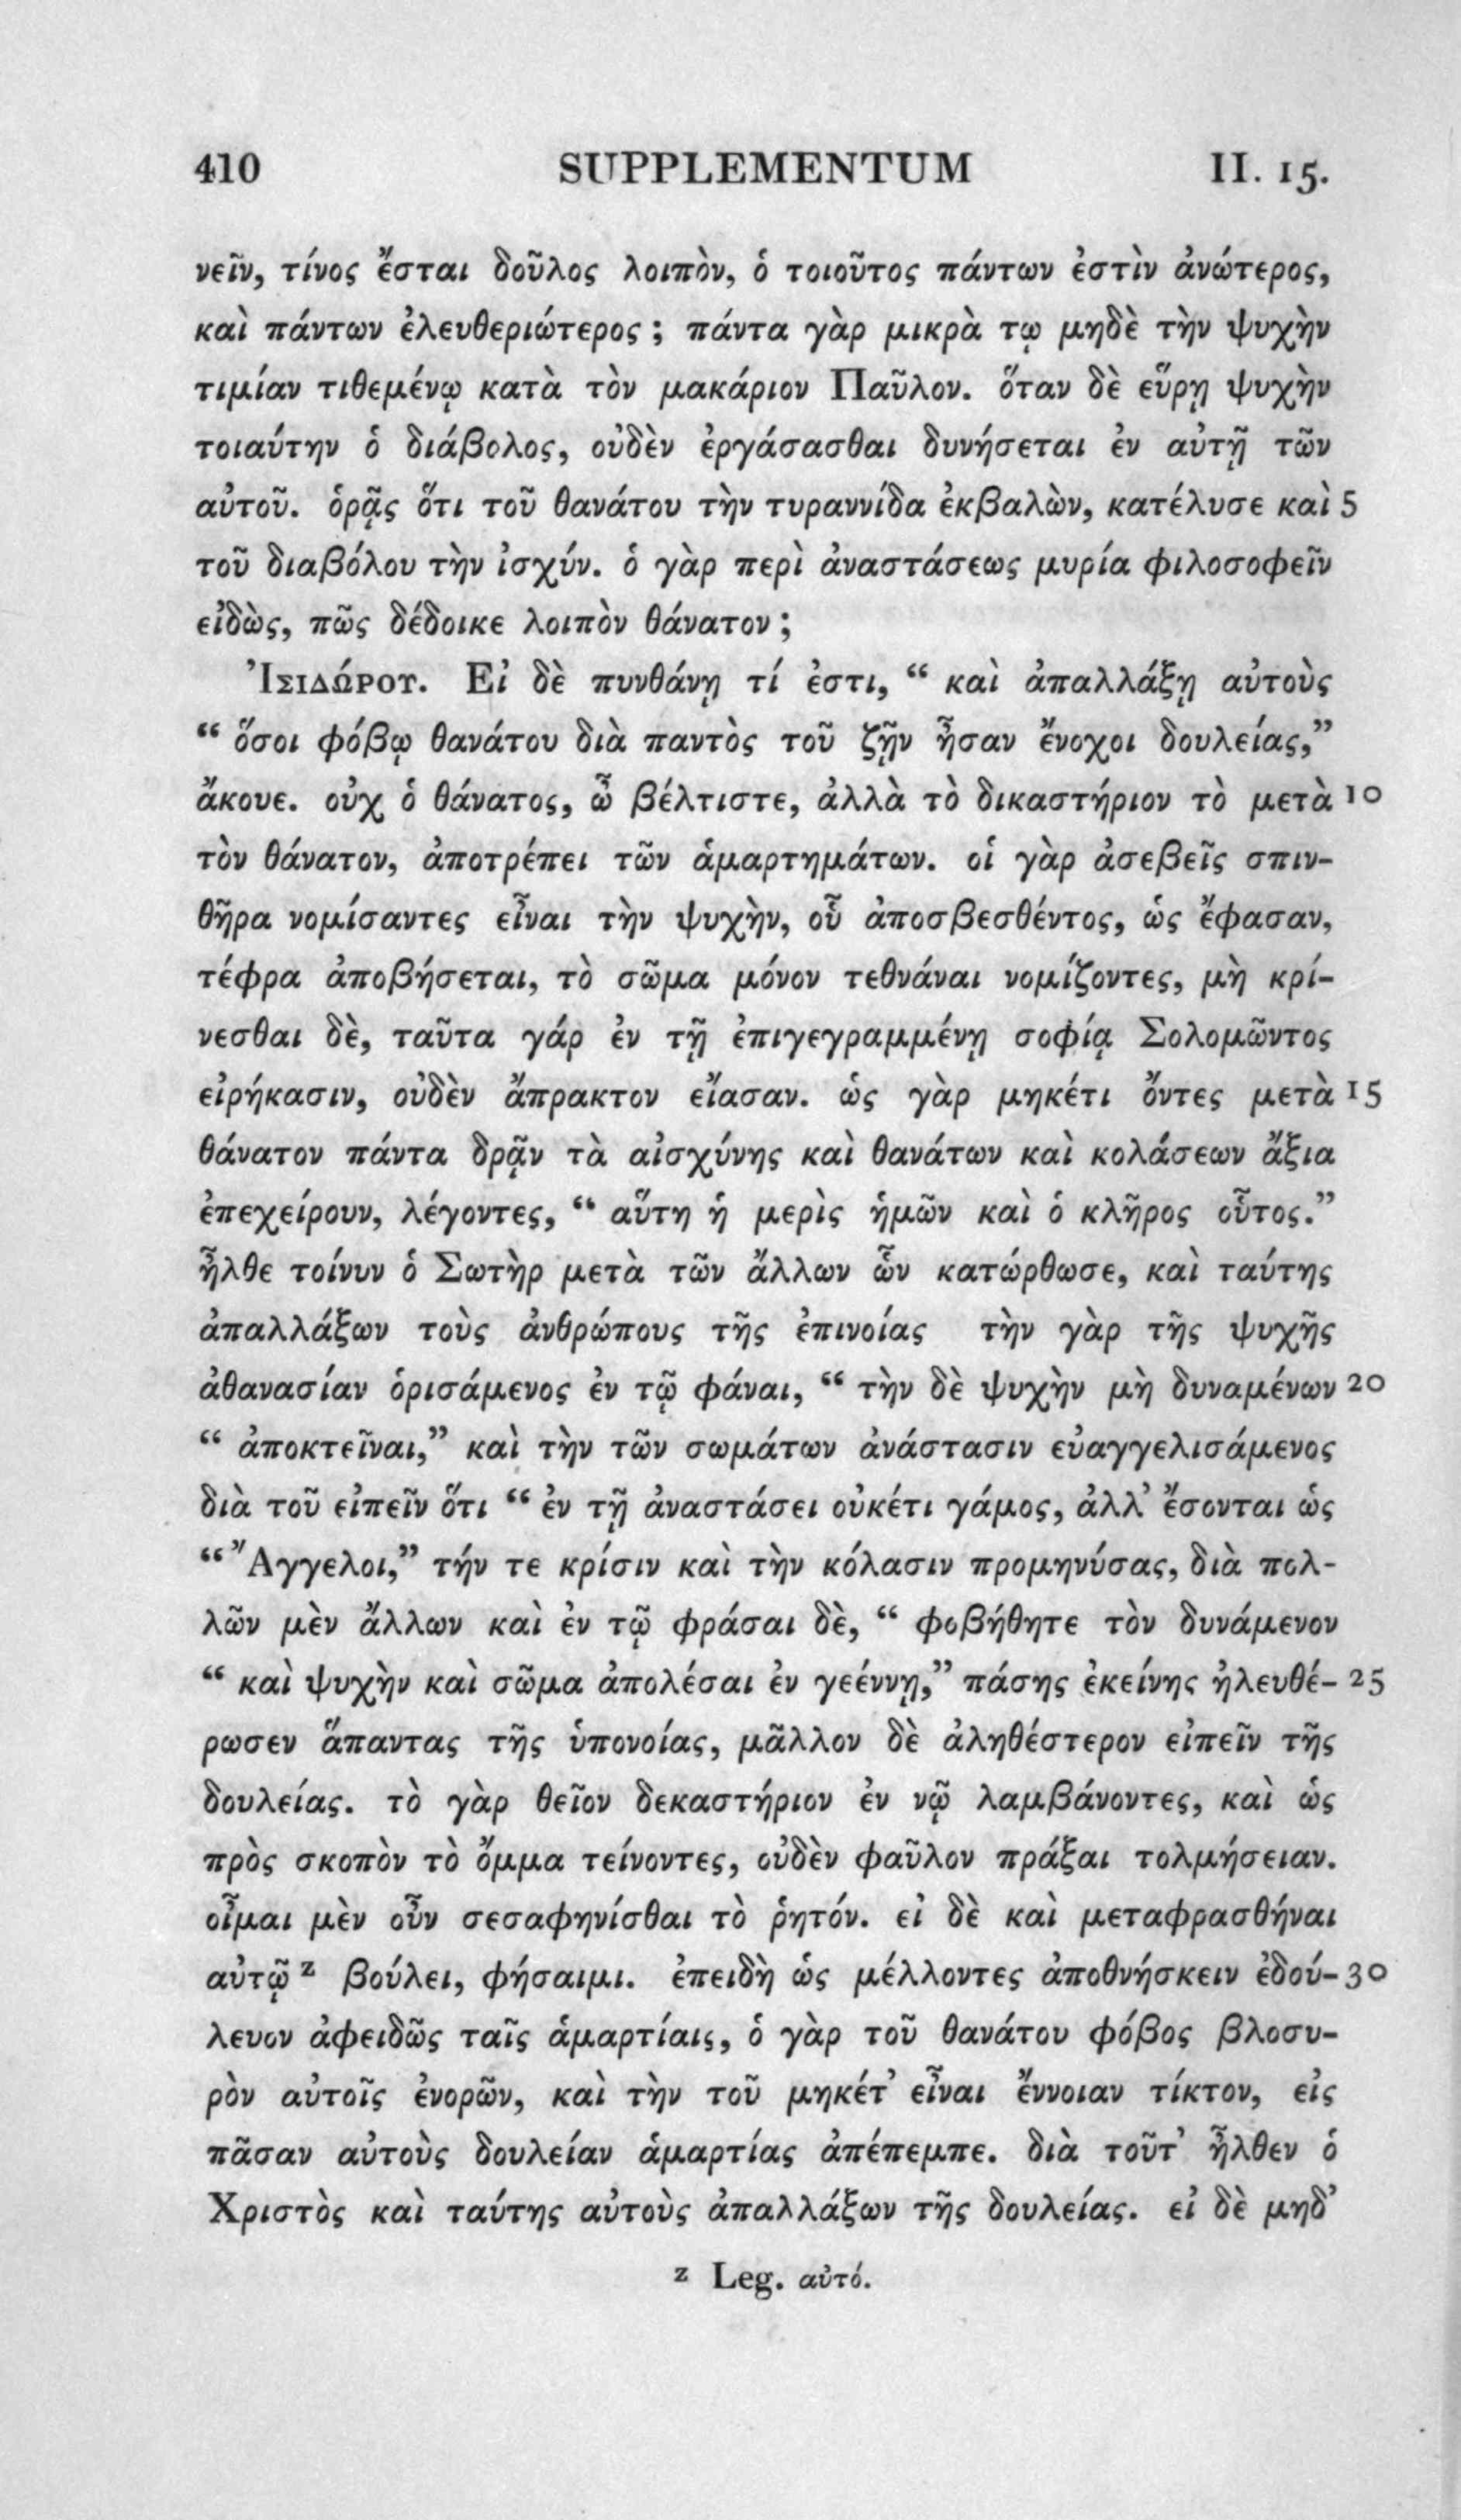 410 SUPPLEMENTUM II. 15.
νεῖν, τίνος ἔσται δοῦλος λοιπὸν, ὁ τοιοῦτος πάντων ἐστὶν ἀνώτερος,
καὶ πάντων ἐλευθεριώτερος ; πάντα γὰρ μικρὰ τῳ μηδὲ τὴν ψυχὴν
τιμίαν τιθεμένῳ κατὰ τὸν μακάριον Παῦλον. ὅταν δὲ εὕρῃ ψυχὴν
τοιαύτην ὁ διάβολος, οὐδὲν ἐργάσασθαι δυνήσεται ἐν αὐτῇ τῶν
αὐτοῦ. ὁρᾷς ὅτι τοῦ θανάτου τὴν τυραννίδα ἐκβαλὼν, κατέλυσε καὶ 5
τοῦ διαβόλου τὴν ἰσχύν. ὁ γὰρ περὶ ἀναστάσεως μυρία φιλοσοφεῖν
εἰδὼς, πῶς δέδοικε λοιπὸν θάνατον ;
ἸΣΙΔΏΡΟΥ. Εἰ δὲ πυνθάνῃ τί ἐστι, “ καὶ ἀπαλλάξῃ αὐτοὺς
“ ὅσοι φόβῳ θανάτου διὰ παντὸς τοῦ ζῇν ἦσαν ἔνοχοι δουλείας,”
ἄκουε. οὐχ ὁ θάνατος, ὦ βέλτιστε, ἀλλὰ τὸ δικαστήριον τὸ μετὰ 10
τὸν θάνατον, ἀποτρέπει τῶν ἁμαρτημάτων. οἱ γὰρ ἀσεβεῖς σπιν-
θῆρα νομίσαντες εἶναι τὴν ψυχὴν, οὗ ἀποσβεσθέντος, ὡς ἔφασαν,
τέφρα ἀποβήσεται, τὸ σῶμα μόνον τεθνάναι νομίζοντες, μὴ κρί-
νεσθαι δὲ, ταῦτα γάρ ἐν τῇ ἐπιγεγραμμένῃ σοφίᾳ Σολομῶντος
εἰρήκασιν, οὐδὲν ἄπρακτον εἴασαν. ὡς γὰρ μηκέτι ὄντες μετὰ 15
θάνατον πάντα δρᾷν τὰ αἰσχύνης καὶ θανάτων καὶ κολάσεων ἄξια
ἐπεχείρουν, λέγοντες, “ αὕτη ἡ μερὶς ἡμῶν καὶ ὁ κλῆρος οὗτος.”
ἦλθε τοίνυν ὁ Σωτὴρ μετὰ τῶν ἄλλων ὧν κατώρθωσε, καὶ ταύτης
ἀπαλλάξων τοὺς ἀνθρώπους τῆς ἐπινοίας τὴν γὰρ τῆς ψυχῆς
ἀθανασίαν ὁρισάμενος ἐν τῷ φάναι, “ τὴν δὲ ψυχὴν μὴ δυναμένων 20
“ ἀποκτεῖναι,” καὶ τὴν τῶν σωμάτων ἀνάστασιν εὐαγγελισάμενος
διὰ τοῦ εἰπεῖν ὅτι “ ἐν τῇ ἀναστάσει οὐκέτι γάμος, ἀλλ’ ἔσονται ὡς
“ Ἄγγελοι,” τήν τε κρίσιν καὶ τὴν κόλασιν προμηνύσας, διὰ πολ-
λῶν μὲν ἄλλων καὶ ἐν τῷ φράσαι δὲ, “ φοβήθητε τὸν δυνάμενον
“ καὶ ψυχὴν καὶ σῶμα ἀπολέσαι ἐν γεέννῃ,” πάσης ἐκείνης ἠλευθέ- 25
ρωσεν ἅπαντας τῆς ὑπονοίας, μᾶλλον δὲ ἀληθέστερον εἰπεῖν τῆς
δουλείας. τὸ γὰρ θεῖον δεκαστήριον ἐν νῷ λαμβάνοντες, καὶ ὡς
πρὸς σκοπὸν τὸ ὄμμα τείνοντες, οὐδὲν φαῦλον πράξαι τολμήσειαν.
οἶμαι μὲν οὖν σεσαφηνίσθαι τὸ ῥητόν. εἰ δὲ καὶ μεταφρασθήναι
αὐτῷ z βούλει, φήσαιμι. ἐπειδὴ ὡς μέλλοντες ἀποθνήσκειν ἐδού- 30
λευον ἀφειδῶς ταῖς ἁμαρτίαις, ὁ γὰρ τοῦ θανάτου φόβος βλοσυ-
ρὸν αὐτοῖς ἐνορῶν, καὶ τὴν τοῦ μηκέτ’ εἶναι ἔννοιαν τίκτον, εἰς
πᾶσαν αὐτοὺς δουλείαν ἁμαρτίας ἀπέπεμπε. διὰ τοῦτ’ ἦλθεν ὁ
Χριστὸς καὶ ταύτης αὐτοὺς ἀπαλλάξων τῆς δουλείας. εἰ δὲ μηδ’
z Leg. αὐτό.